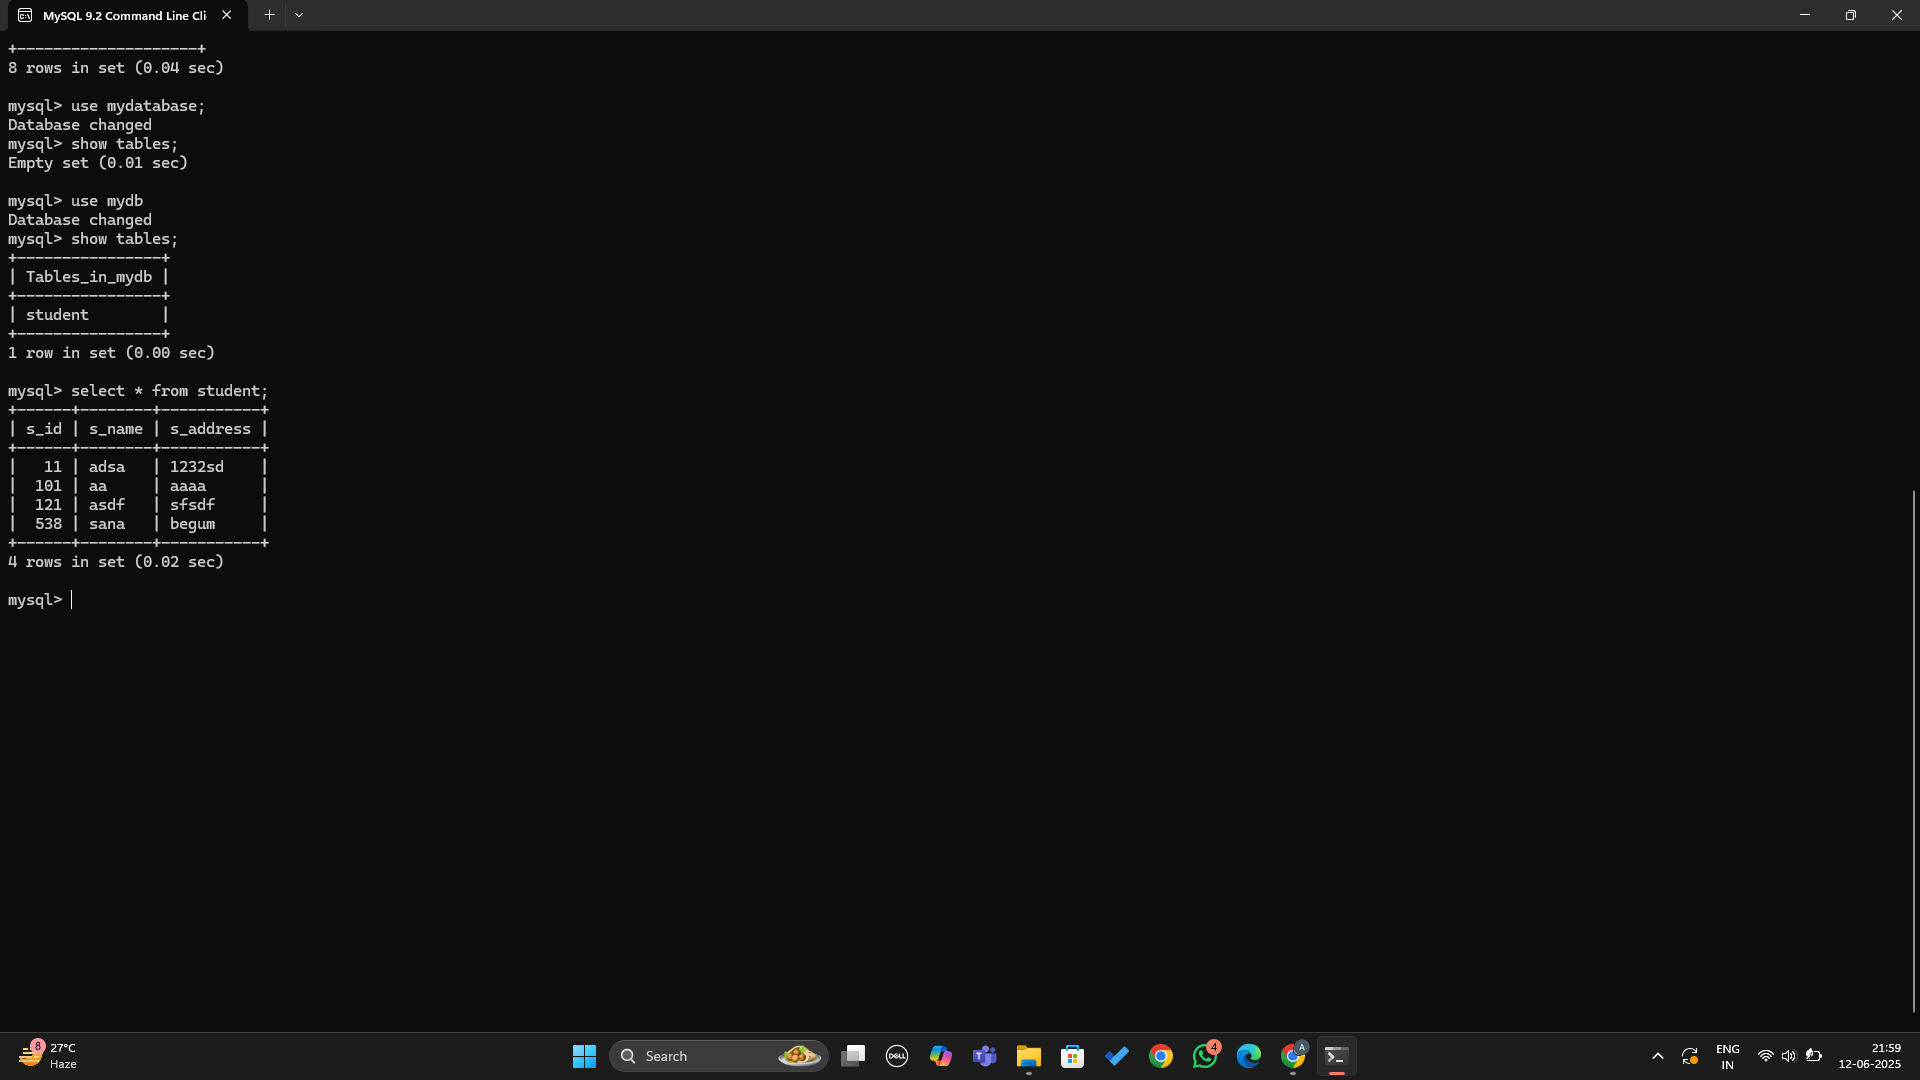 MySQL 9.2 Command Line Cli
+--------------------+
8 rows in set (0.04 sec)
mysql> use mydatabase;
Database changed
mysql> show tables;
Empty set (0.01 sec)
mysql> use mydb
Database changed
mysql> show tables;
+----------------+
| Tables_in_mydb |
+----------------+
| student        |
+----------------+
1 row in set (0.00 sec)
mysql> select * from student;
+------+--------+-----------+
| s_id | s_name | s_address |
+------+--------+-----------+
|   11 | adsa   | 1232sd    |
|  101 | aa     | aaaa      |
|  121 | asdf   | sfsdf     |
|  538 | sana   | begum     |
+------+--------+-----------+
4 rows in set (0.02 sec)
mysql>
8
27°C
Haze
Search
DELL
T
4
A
ENG
IN
21:59
12-06-2025